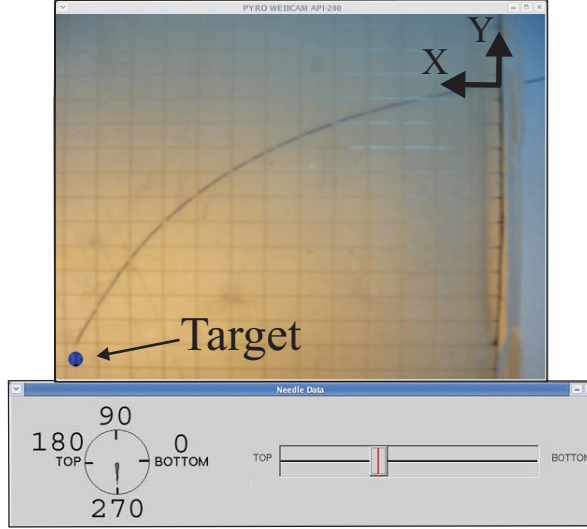 PYRO WEBCAM API-200
Y
X
Target
Needle Data
90
180 0
TOP BOTTOM
270
TOP BOTTOM